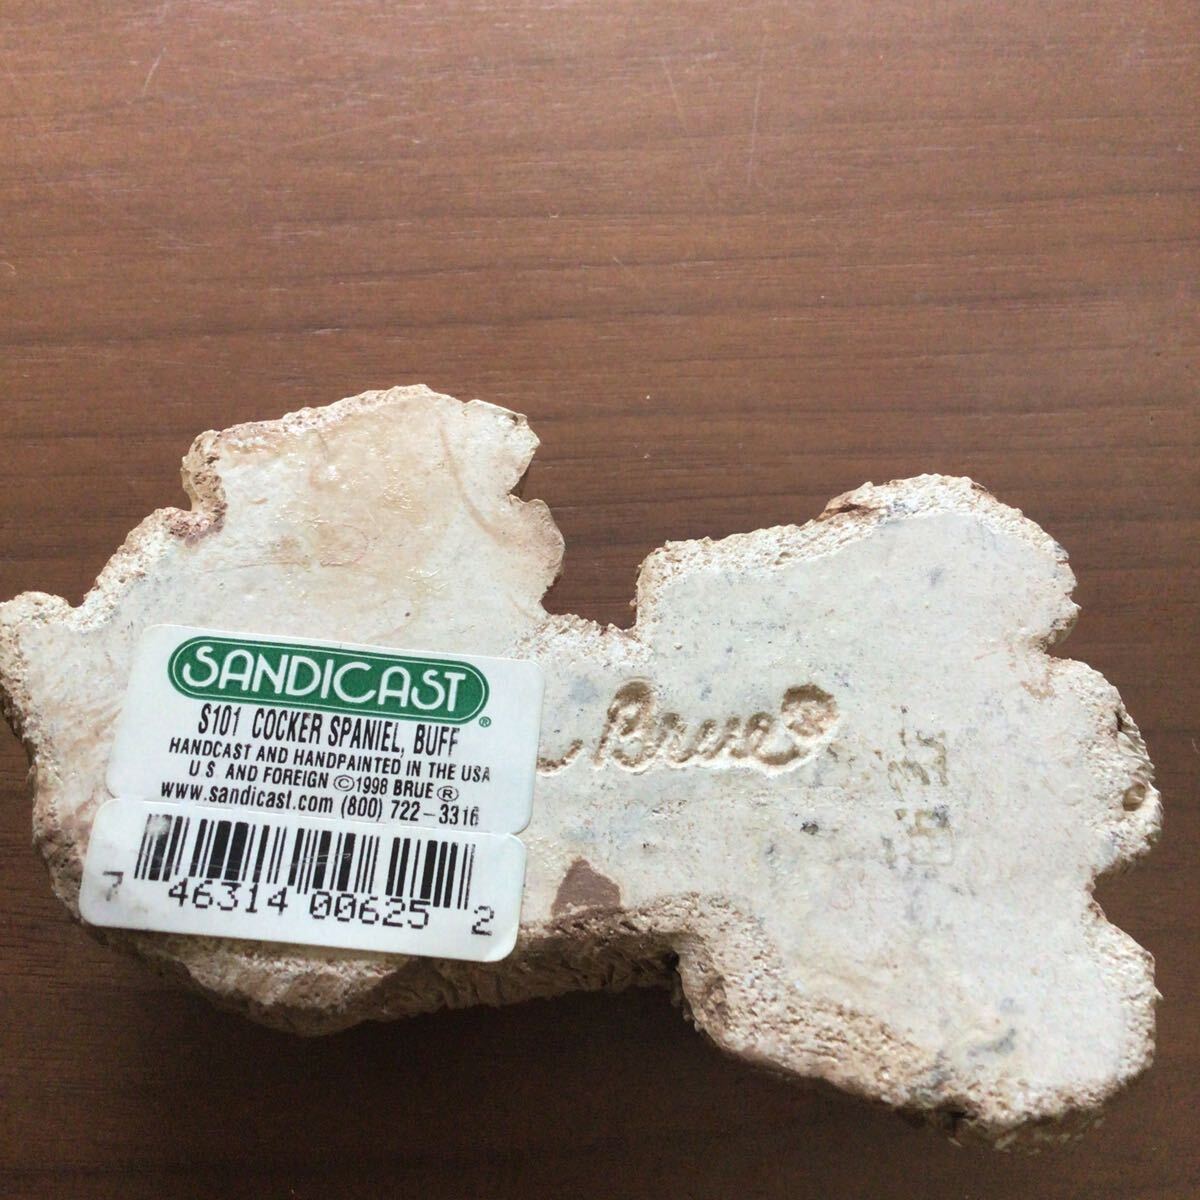 SANDICAST®
S101 COCKER SPANIEL, BUFF
HANDCAST AND HANDPAINTED IN THE USA
U S AND FOREIGN ©1998 BRUE®
www.sandicast.com (800) 722-3316
7 46314 00625 2
Brue®